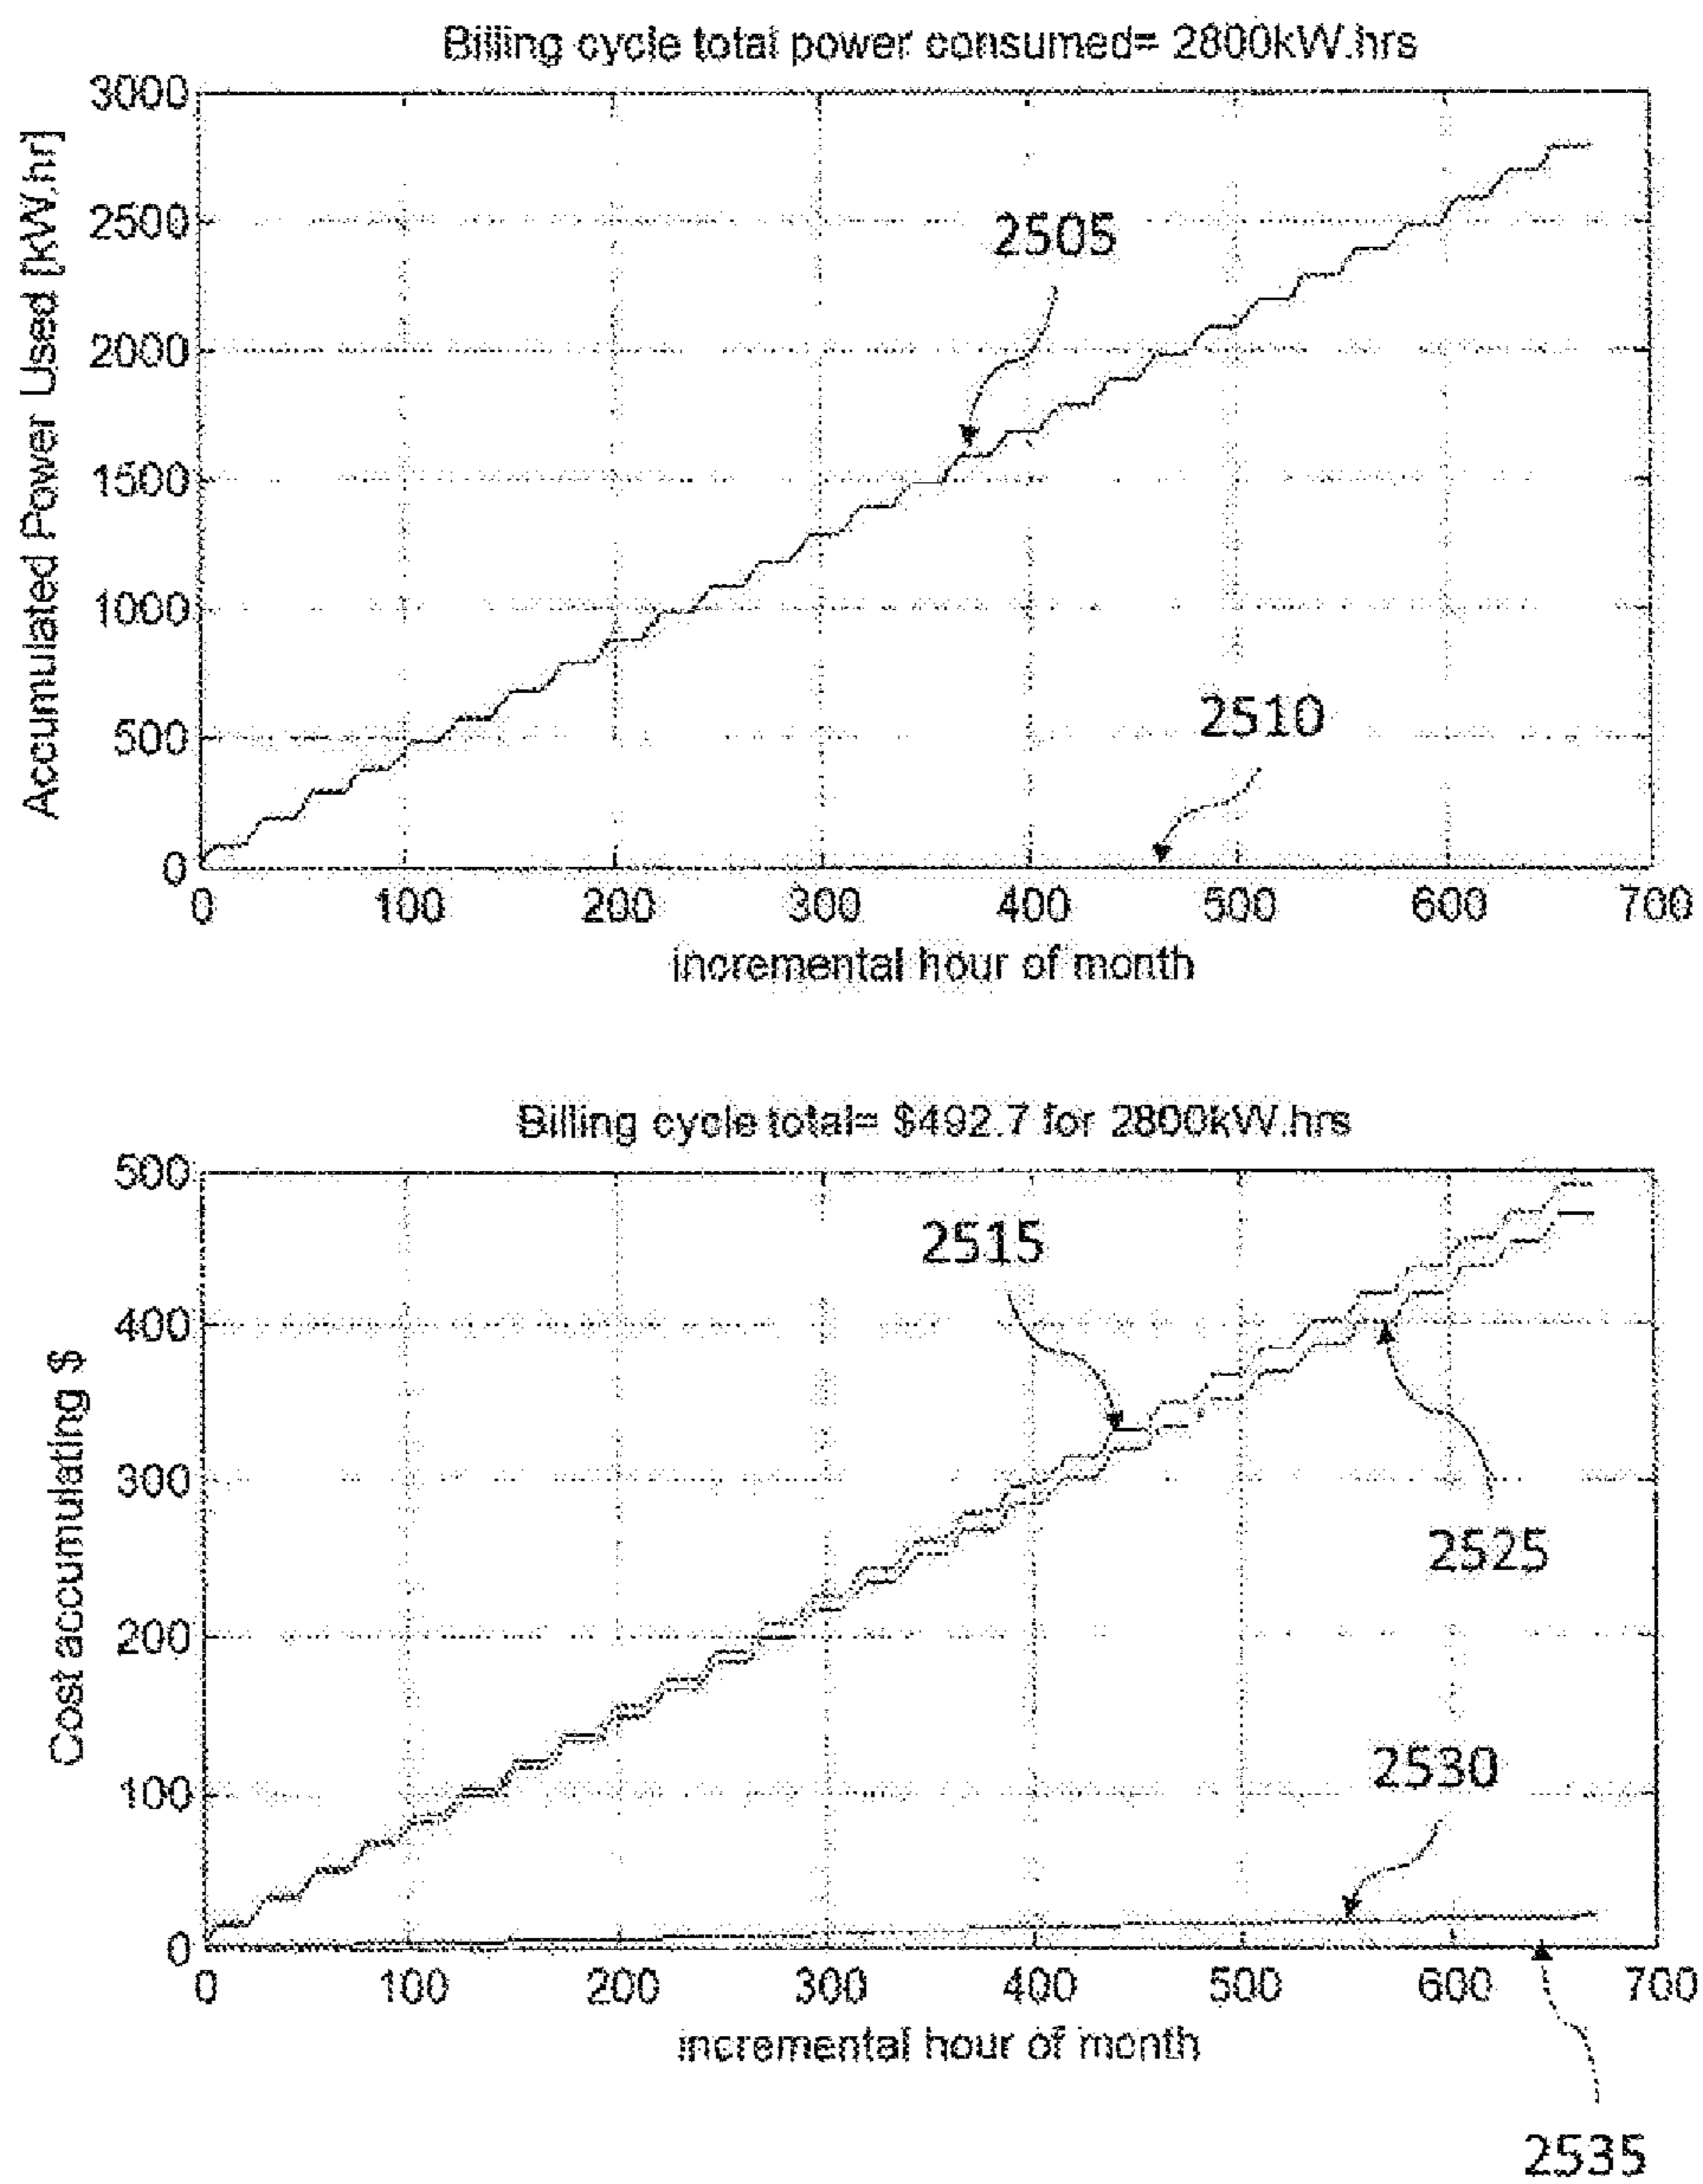 Billing cycle total power consumed= 2800kW.hrs
Accumulated Power Used [kW.hr]
3000
2500
2000
1500
1000
500
0
2505
2510
0 100 200 300 400 500 600 700
incremental hour of month
Billing cycle total= $492.7 for 2800kW.hrs
Cost accumulating $
500
400
300
200
100
0
2515
2525
2530
0 100 200 300 400 500 600 700
incremental hour of month
2535